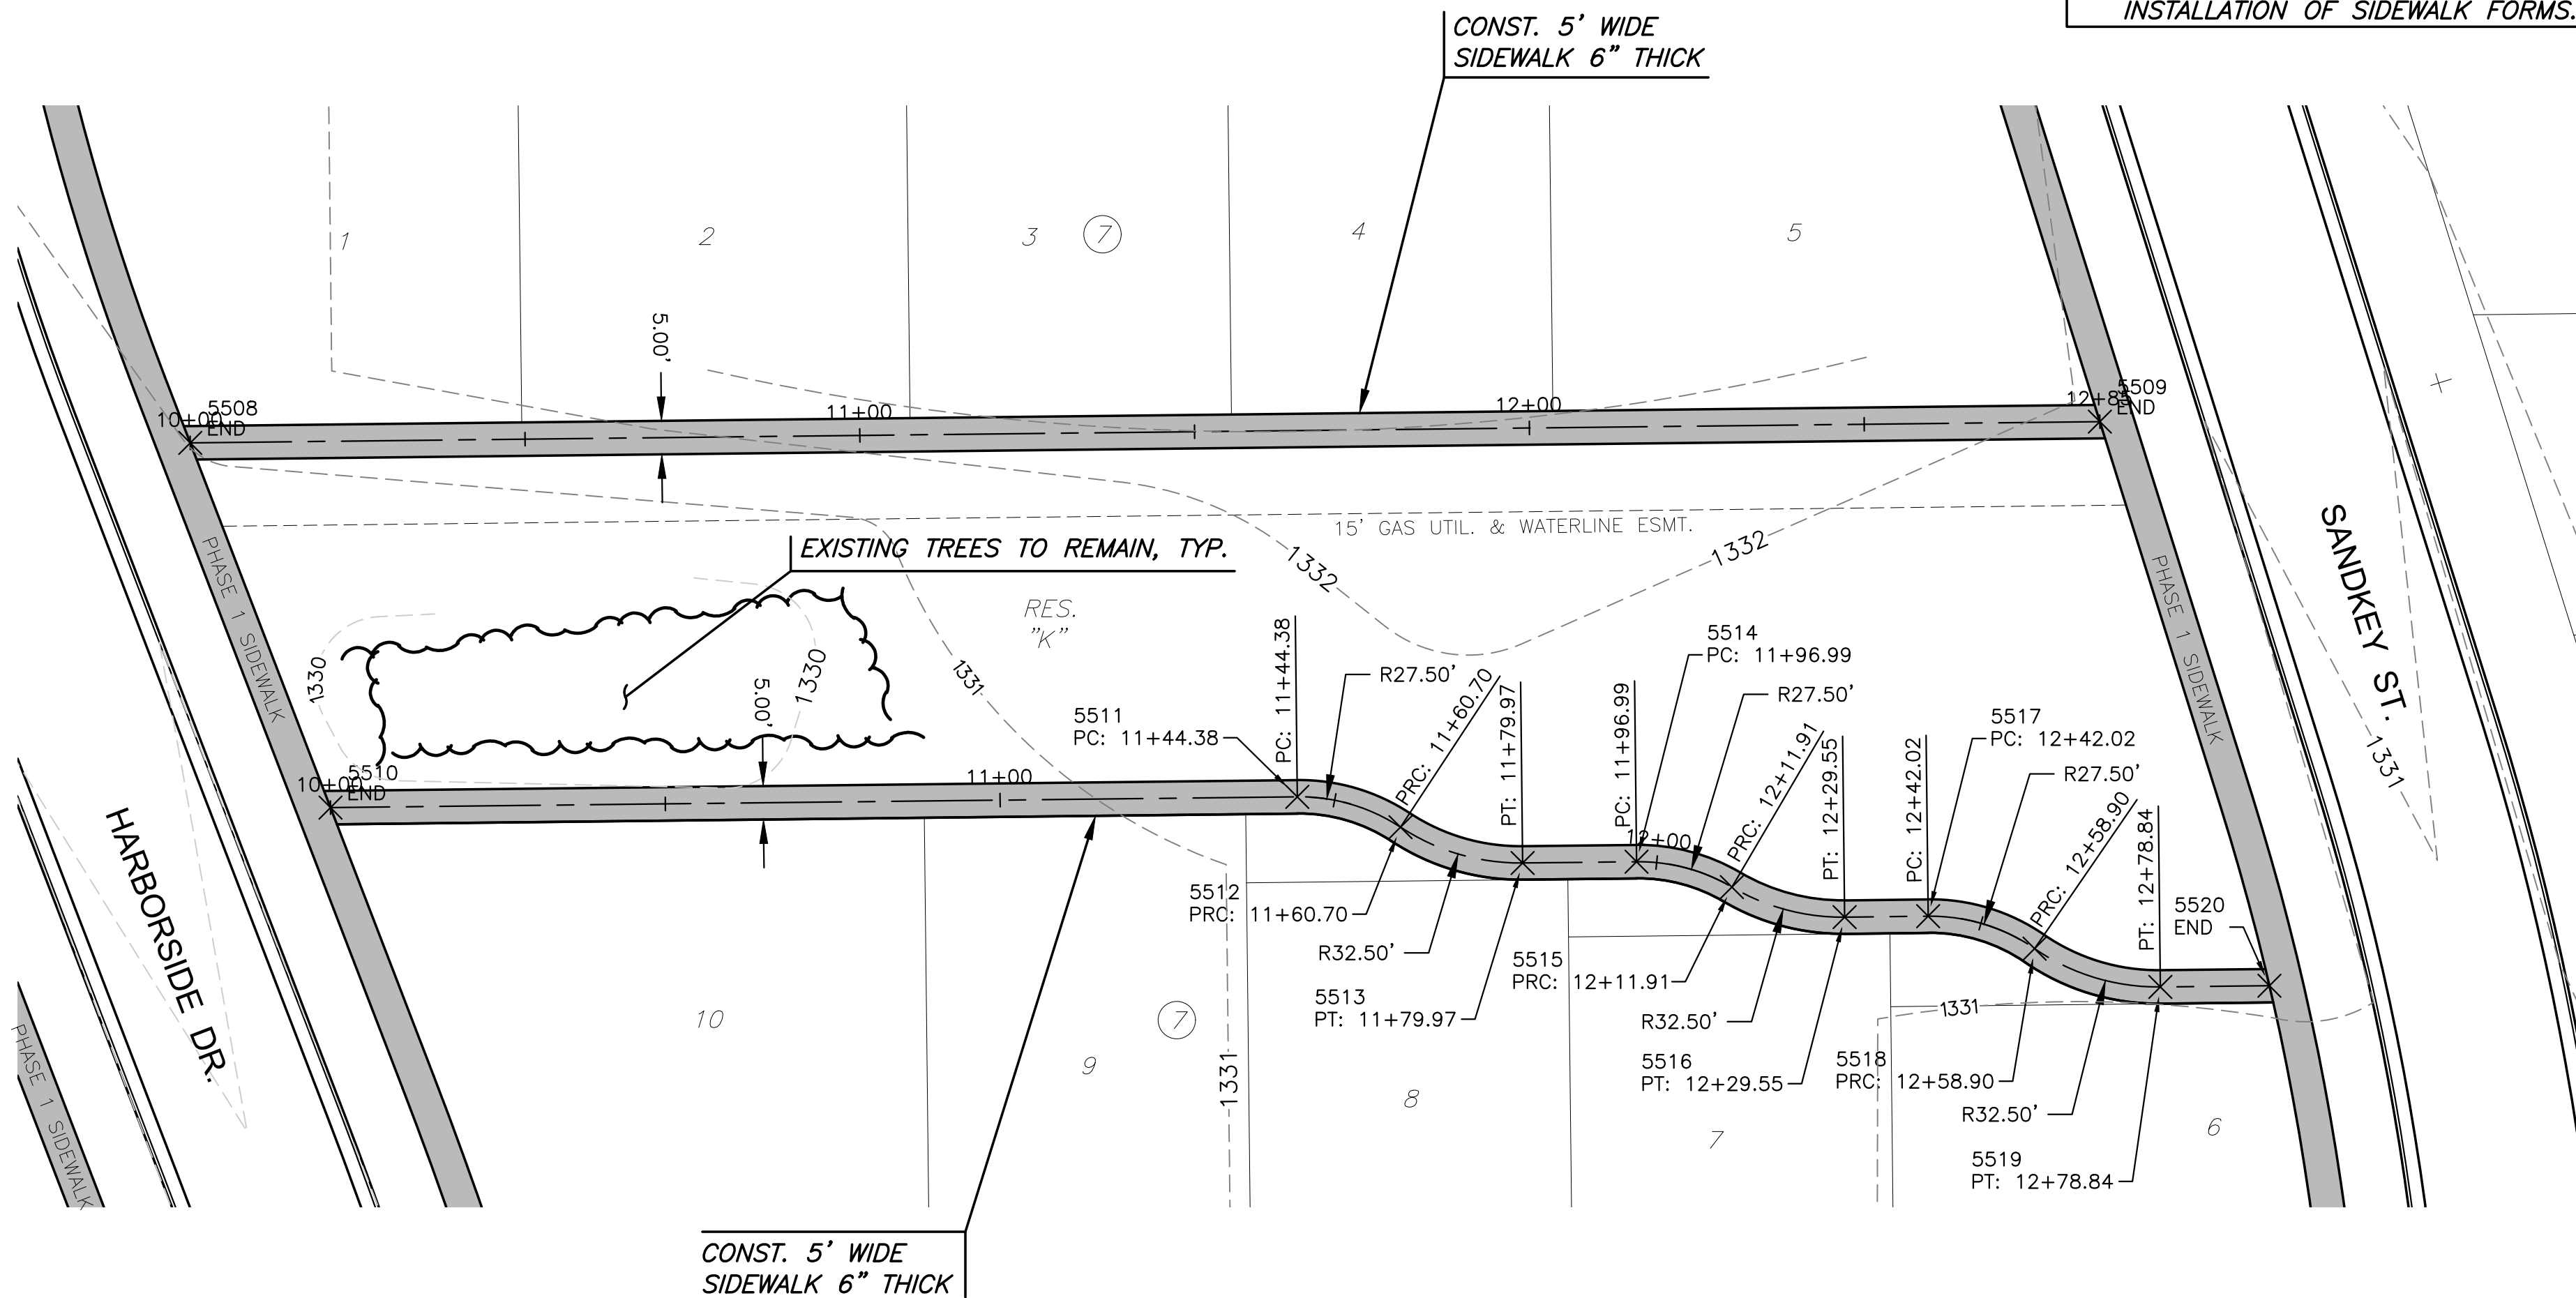 INSTALLATION OF SIDEWALK FORMS.
CONST. 5' WIDE
SIDEWALK 6" THICK
1
2
3
7
4
5
5.00'
10+00
5508
END
11+00
12+00
12+85
5509
END
15' GAS UTIL. & WATERLINE ESMT.
EXISTING TREES TO REMAIN, TYP.
1332
1332
PHASE 1 SIDEWALK
PHASE 1 SIDEWALK
SANDKEY ST.
1331
RES.
"K"
1330
1330
1331
5.00'
10+00
5510
END
11+00
5511
PC: 11+44.38
PC: 11+44.38
R27.50'
PRC: 11+60.70
PT: 11+79.97
5514
PC: 11+96.99
PC: 11+96.99
R27.50'
12+00
PRC: 12+11.91
PT: 12+29.55
5517
PC: 12+42.02
PC: 12+42.02
R27.50'
PRC: 12+58.90
PT: 12+78.84
5520
END
5512
PRC: 11+60.70
R32.50'
5513
PT: 11+79.97
5515
PRC: 12+11.91
R32.50'
5516
PT: 12+29.55
5518
PRC: 12+58.90
R32.50'
5519
PT: 12+78.84
1331
HARBORSIDE DR.
PHASE 1 SIDEWALK
10
9
7
1331
8
7
6
CONST. 5' WIDE
SIDEWALK 6" THICK